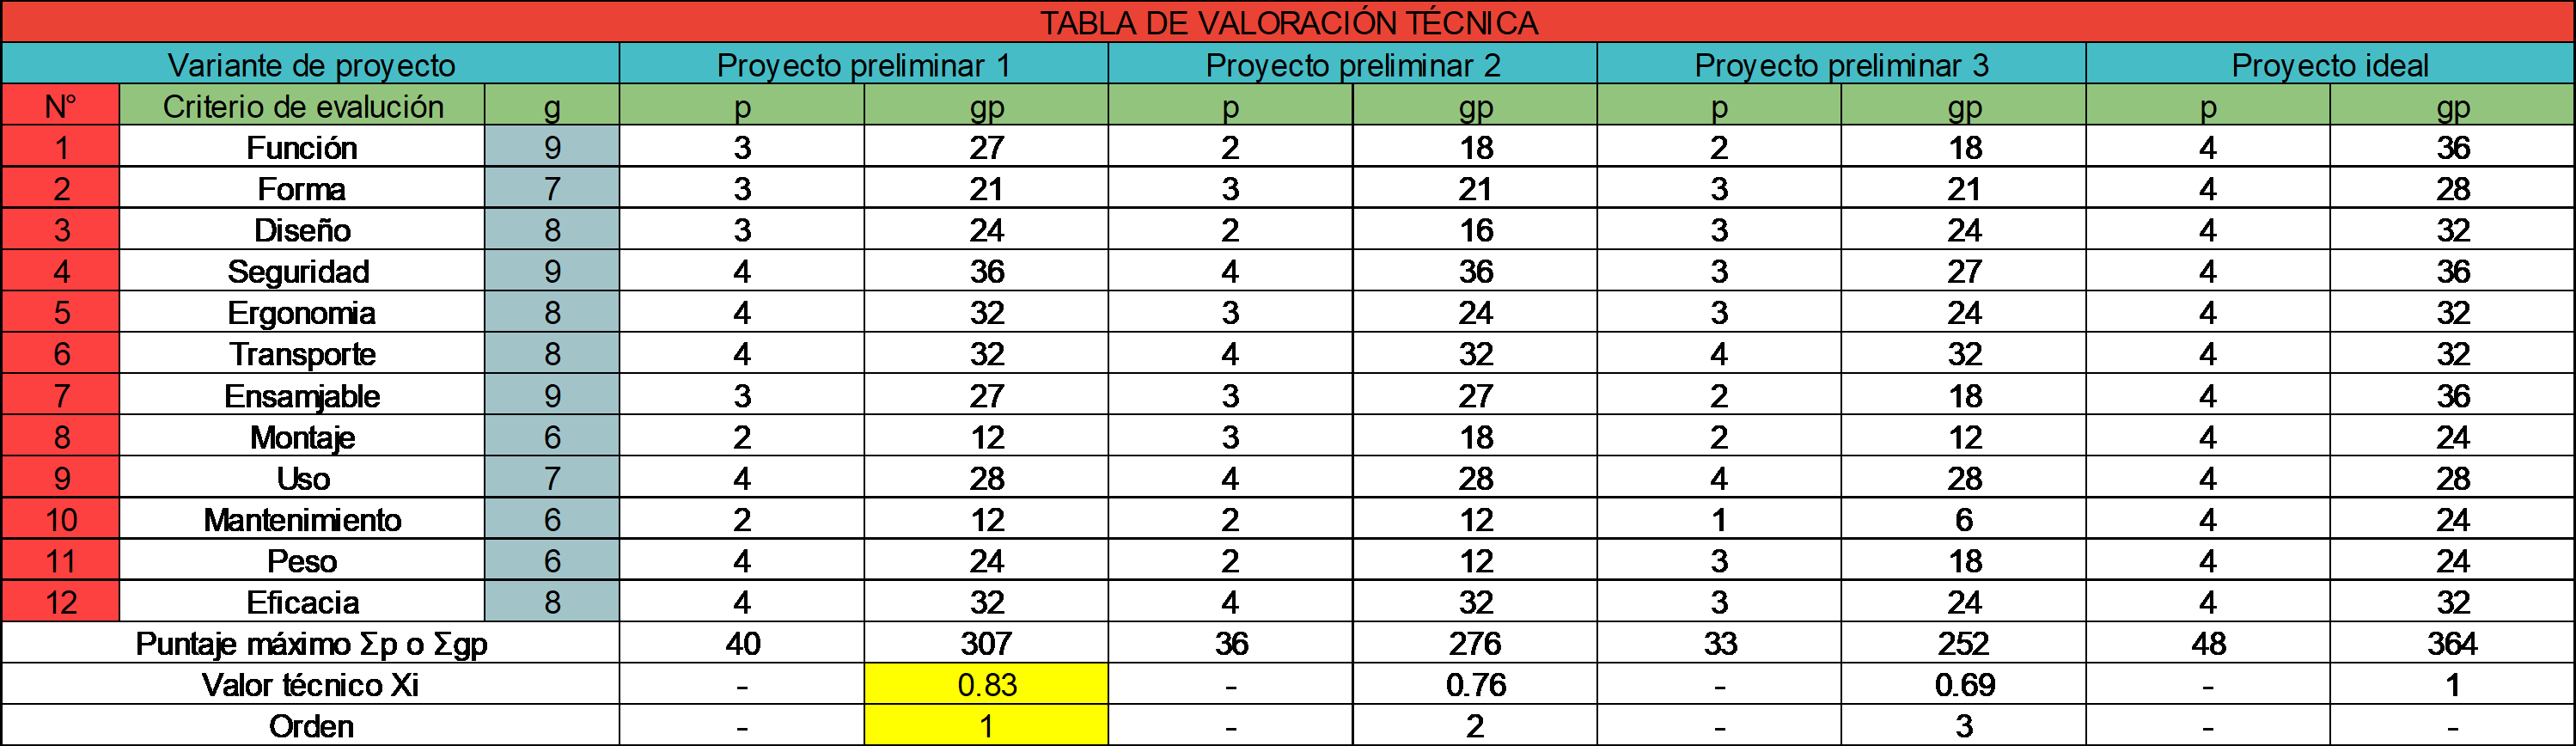 TABLA DE VALORACIÓN TÉCNICA
Variante de proyecto Proyecto preliminar 1 Proyecto preliminar 2 Proyecto preliminar 3 Proyecto ideal
N° Criterio de evalución g p gp p gp p gp p gp
1 Función 9 3 27 2 18 2 18 4 36
2 Forma 7 3 21 3 21 3 21 4 28
3 Diseño 8 3 24 2 16 3 24 4 32
4 Seguridad 9 4 36 4 36 3 27 4 36
5 Ergonomia 8 4 32 3 24 3 24 4 32
6 Transporte 8 4 32 4 32 4 32 4 32
7 Ensamjable 9 3 27 3 27 2 18 4 36
8 Montaje 6 2 12 3 18 2 12 4 24
9 Uso 7 4 28 4 28 4 28 4 28
10 Mantenimiento 6 2 12 2 12 1 6 4 24
11 Peso 6 4 24 2 12 3 18 4 24
12 Eficacia 8 4 32 4 32 3 24 4 32
Puntaje máximo Σp o Σgp 40 307 36 276 33 252 48 364
Valor técnico Xi - 0.83 - 0.76 - 0.69 - 1
Orden - 1 - 2 - 3 - -